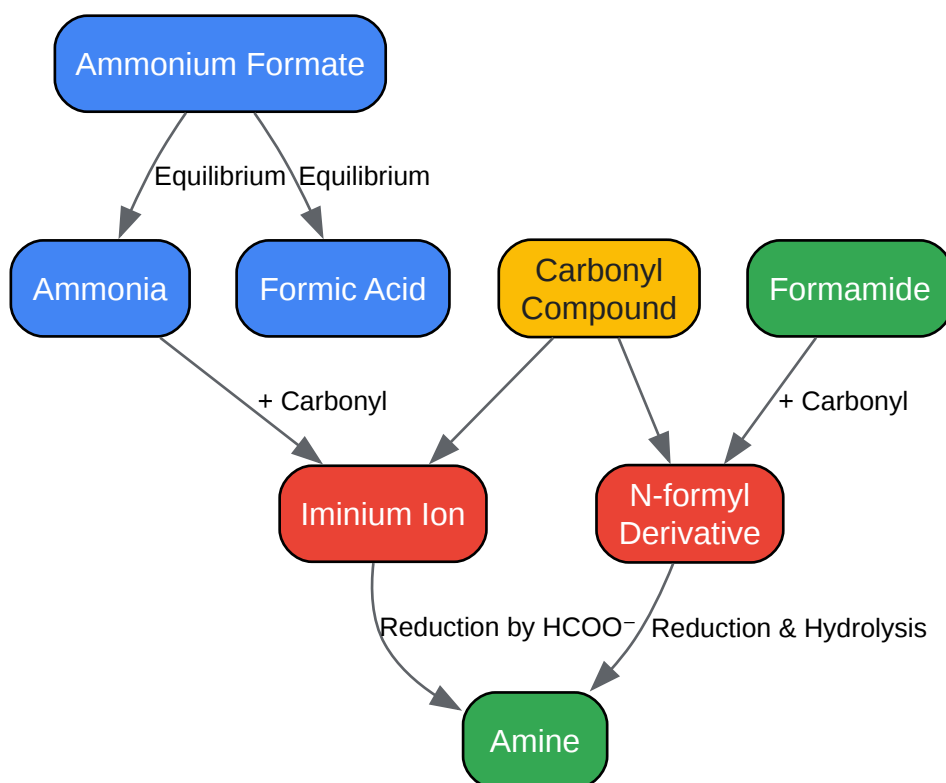 Ammonium Formate
Equilibrium
Equilibrium
Ammonia
Formic Acid
Carbonyl
Compound
Formamide
+ Carbonyl
+ Carbonyl
Iminium Ion
N-formyl
Derivative
Reduction by HCOO⁻
Reduction & Hydrolysis
Amine